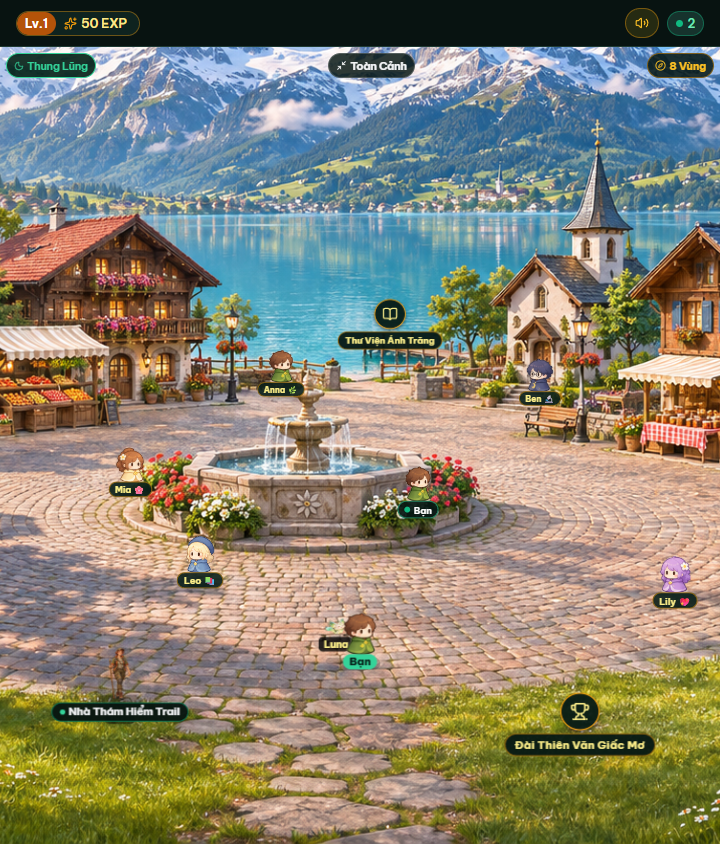 Lv.1 50 EXP
2
Thung Lũng
Toàn Cảnh
8 Vùng
Thư Viện Ánh Trăng
Anna
Ben
Mia
Bạn
Leo
Lily
Luna
Bạn
Nhà Thám Hiểm Trail
Đài Thiên Văn Giấc Mơ